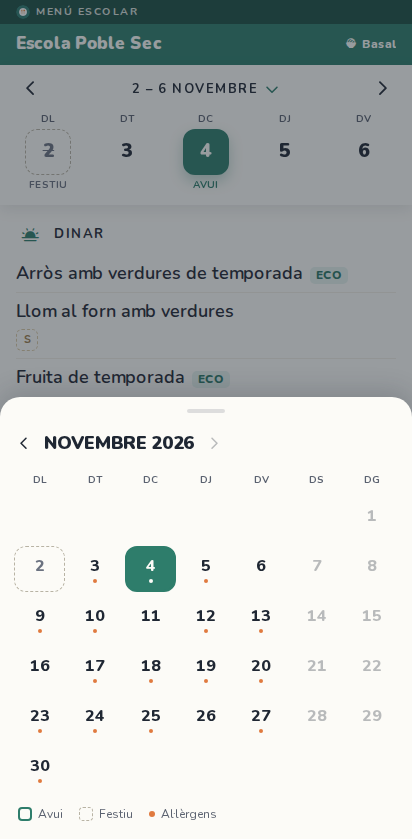 MENÚ ESCOLAR
Escola Poble Sec
Basal
2 – 6 NOVEMBRE
DL DT DC DJ DV
2 3 4 5 6
FESTIU AVUI
DINAR
Arròs amb verdures de temporada ECO
Llom al forn amb verdures
S
Fruita de temporada ECO
NOVEMBRE 2026
DL DT DC DJ DV DS DG
1
2 3 4 5 6 7 8
9 10 11 12 13 14 15
16 17 18 19 20 21 22
23 24 25 26 27 28 29
30
Avui Festiu Al·lèrgens